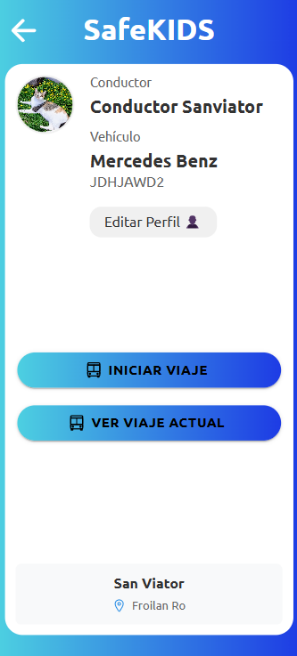 SafeKIDS
Conductor
Conductor Sanviator
Vehículo
Mercedes Benz
JDHJAWD2
Editar Perfil
INICIAR VIAJE
VER VIAJE ACTUAL
San Viator
Froilan Ro